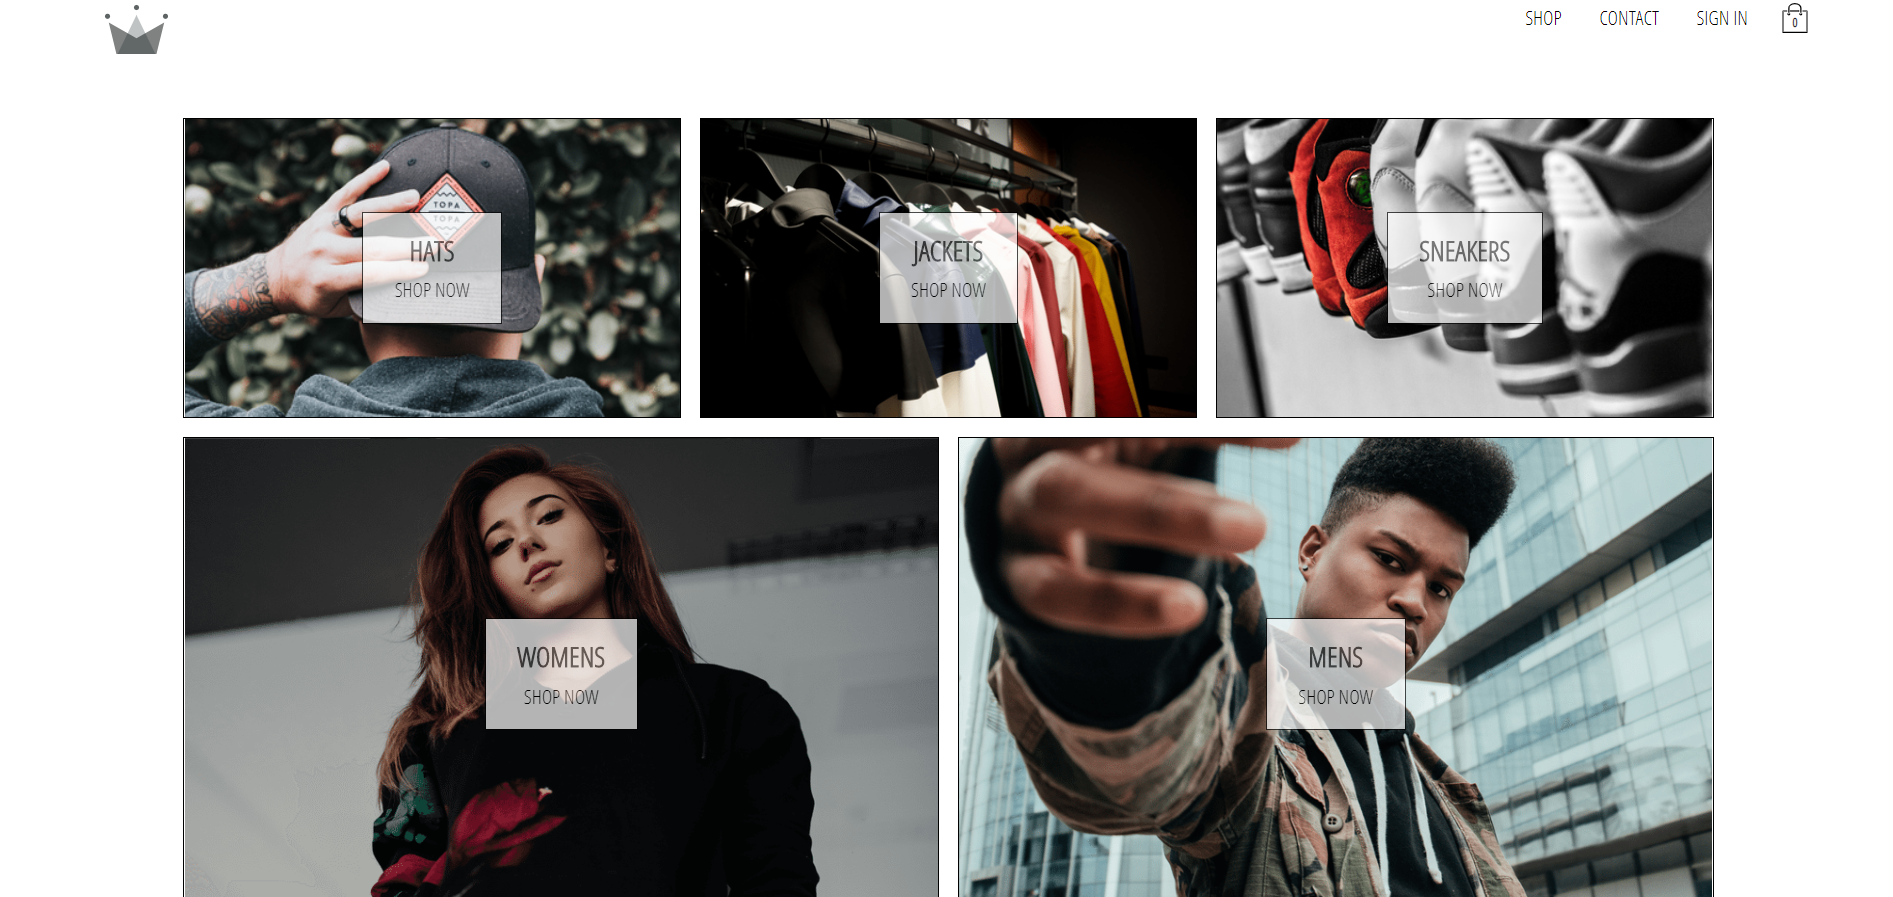 SHOP
CONTACT
SIGN IN
0
TOPA
TOPA
HATS
SHOP NOW
JACKETS
SHOP NOW
SNEAKERS
SHOP NOW
WOMENS
SHOP NOW
MENS
SHOP NOW